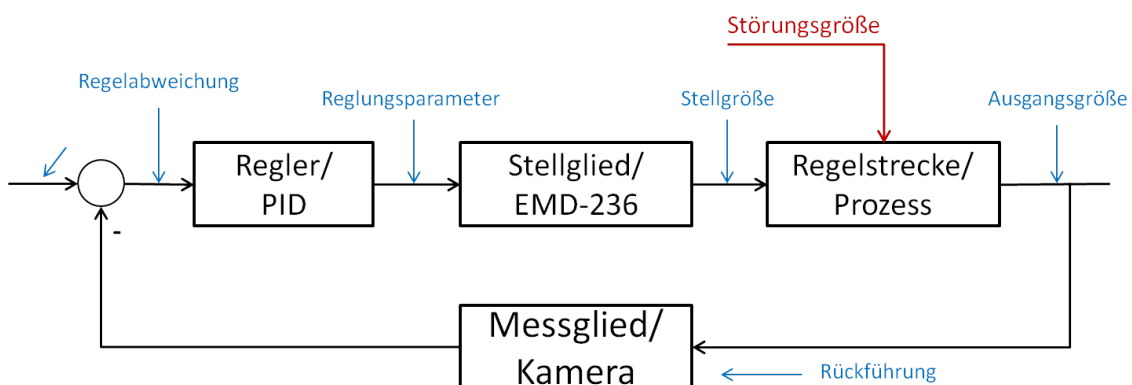 Störungsgröße
Regelabweichung
Reglungsparameter
Stellgröße
Ausgangsgröße
Regler/
PID
Stellglied/
EMD-236
Regelstrecke/
Prozess
-
Messglied/
Kamera
Rückführung